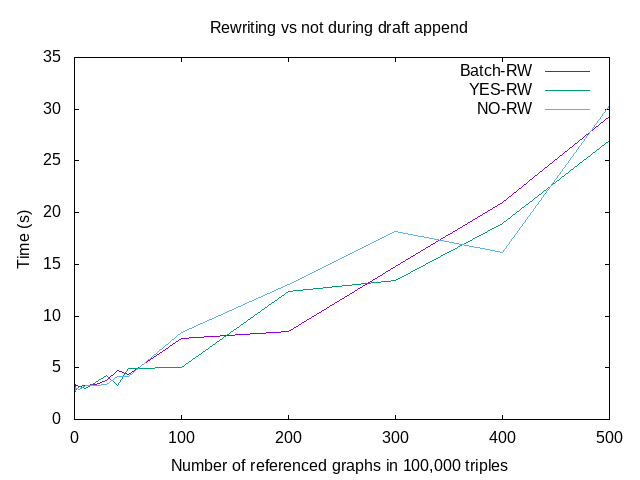 Rewriting vs not during draft append
35
30
25
20
15
10
5
0
Time (s)
Batch-RW
YES-RW
NO-RW
0 100 200 300 400 500
Number of referenced graphs in 100,000 triples